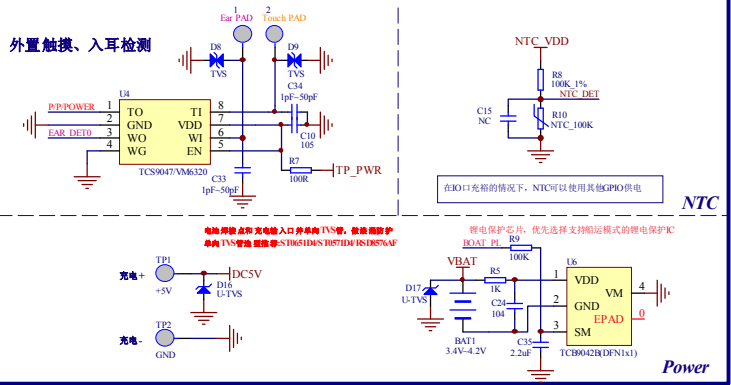 外置触摸、入耳检测
1
Ear PAD
2
Touch PAD
D8
TVS
D9
TVS
C34
1pF~50pF
U4
P/P/POWER
1
TO
TI
8
2
GND
VDD
7
EAR_DET0
3
WO
WI
6
4
WG
EN
5
TCS9047/VM6320
C10
105
C33
1pF~50pF
R7
100R
TP_PWR
NTC_VDD
R8
100K_1%
NTC_DET
C15
NC
R10
NTC_100K
在IO口充裕的情况下，NTC可以使用其他GPIO供电
NTC
电池焊接点和充电输入口并单向TVS管，做浪涌防护
单向TVS管选型推荐:ST0651D4/ST0571D4/RSD8576AF
充电+
TP1
+5V
DC5V
D16
U-TVS
充电-
TP2
GND
锂电保护芯片，优先选择支持船运模式的锂电保护IC
BOAT_PL
R9
100K
VBAT
R5
1K
D17
U-TVS
C24
104
BAT1
3.4V~4.2V
C35
2.2uF
U6
1
VDD
VM
4
2
GND
EPAD
0
3
SM
TCB9042B(DFN1x1)
Power